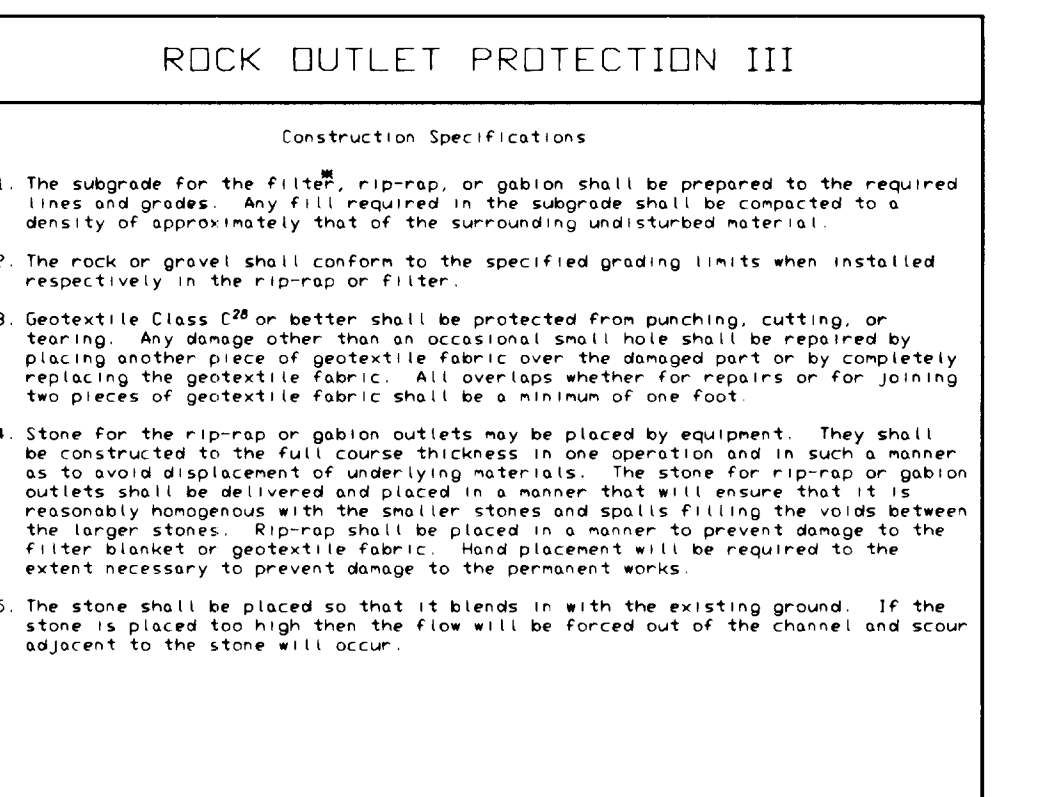 ROCK OUTLET PROTECTION III
Construction Specifications
1. The subgrade for the filter※, rip-rap, or gabion shall be prepared to the required
lines and grades. Any fill required in the subgrade shall be compacted to a
density of approximately that of the surrounding undisturbed material.
2. The rock or gravel shall conform to the specified grading limits when installed
respectively in the rip-rap or filter.
3. Geotextile Class C²⁸ or better shall be protected from punching, cutting, or
tearing. Any damage other than an occasional small hole shall be repaired by
placing another piece of geotextile fabric over the damaged part or by completely
replacing the geotextile fabric. All overlaps whether for repairs or for joining
two pieces of geotextile fabric shall be a minimum of one foot.
4. Stone for the rip-rap or gabion outlets may be placed by equipment. They shall
be constructed to the full course thickness in one operation and in such a manner
as to avoid displacement of underlying materials. The stone for rip-rap or gabion
outlets shall be delivered and placed in a manner that will ensure that it is
reasonably homogenous with the smaller stones and spalls filling the voids between
the larger stones. Rip-rap shall be placed in a manner to prevent damage to the
filter blanket or geotextile fabric. Hand placement will be required to the
extent necessary to prevent damage to the permanent works.
5. The stone shall be placed so that it blends in with the existing ground. If the
stone is placed too high then the flow will be forced out of the channel and scour
adjacent to the stone will occur.